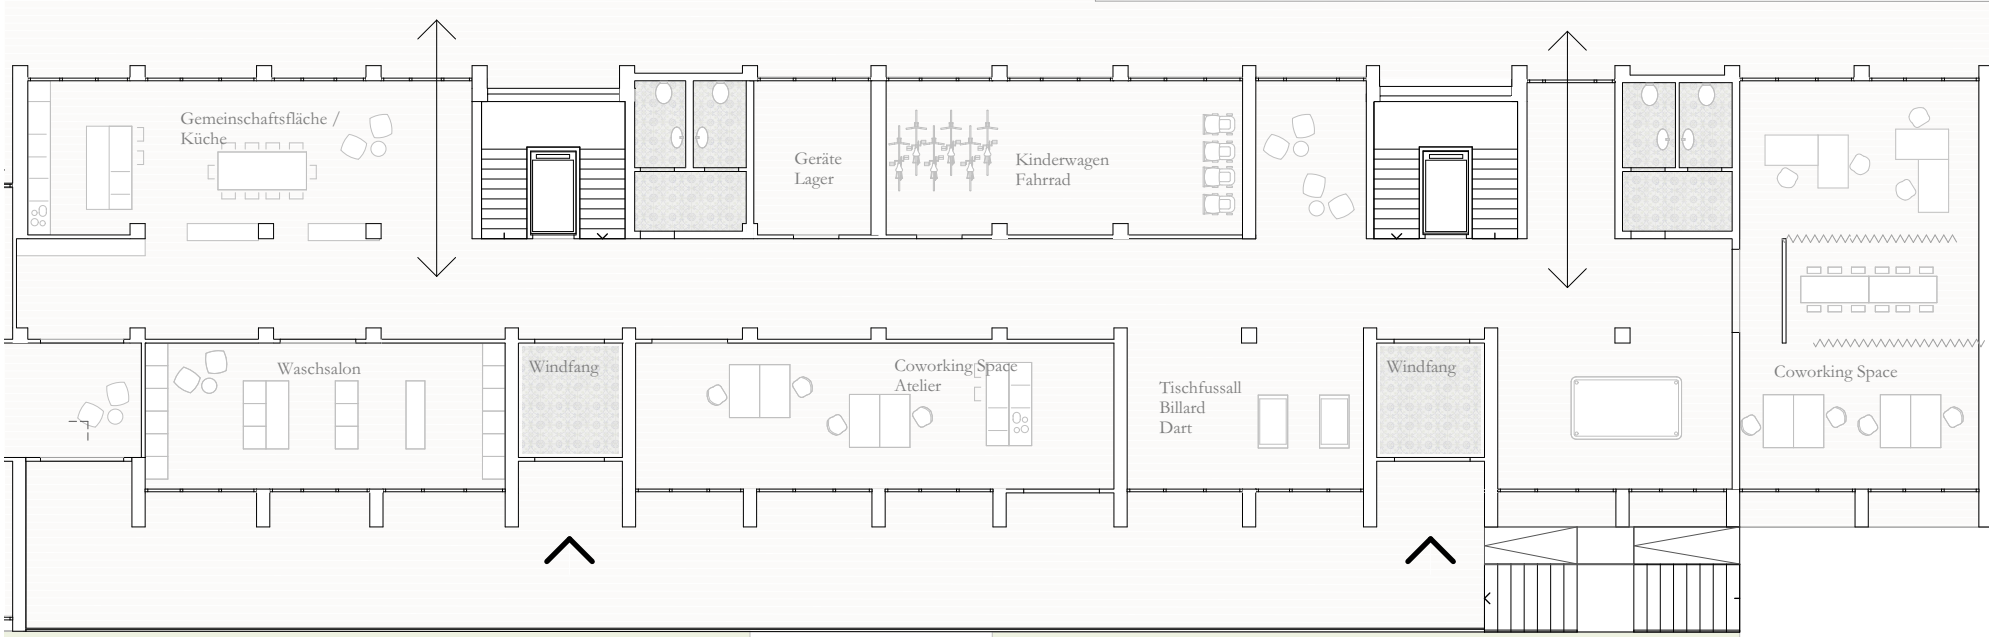 Gemeinschaftsfläche /
Küche
Geräte
Lager
Kinderwagen
Fahrrad
Waschsalon
Windfang
Coworking Space
Atelier
Tischfussall
Billard
Dart
Windfang
Coworking Space